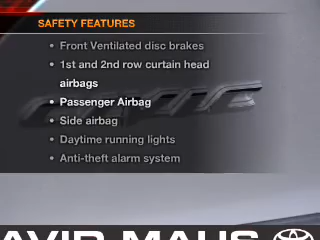 SAFETY FEATURES
• Front Ventilated disc brakes
• 1st and 2nd row curtain head
airbags
• Passenger Airbag
• Side airbag
• Daytime running lights
• Anti-theft alarm system